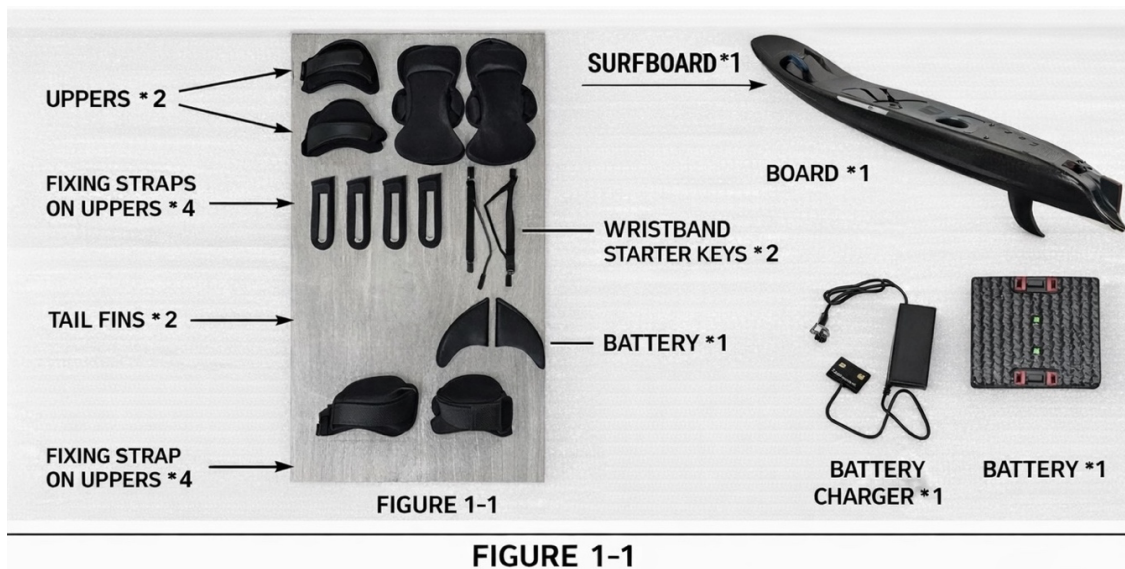 UPPERS *2
FIXING STRAPS
ON UPPERS *4
TAIL FINS *2
FIXING STRAP
ON UPPERS *4
WRISTBAND
STARTER KEYS *2
BATTERY *1
FIGURE 1-1
SURFBOARD *1
BOARD *1
BATTERY
CHARGER *1
BATTERY *1
FIGURE 1-1